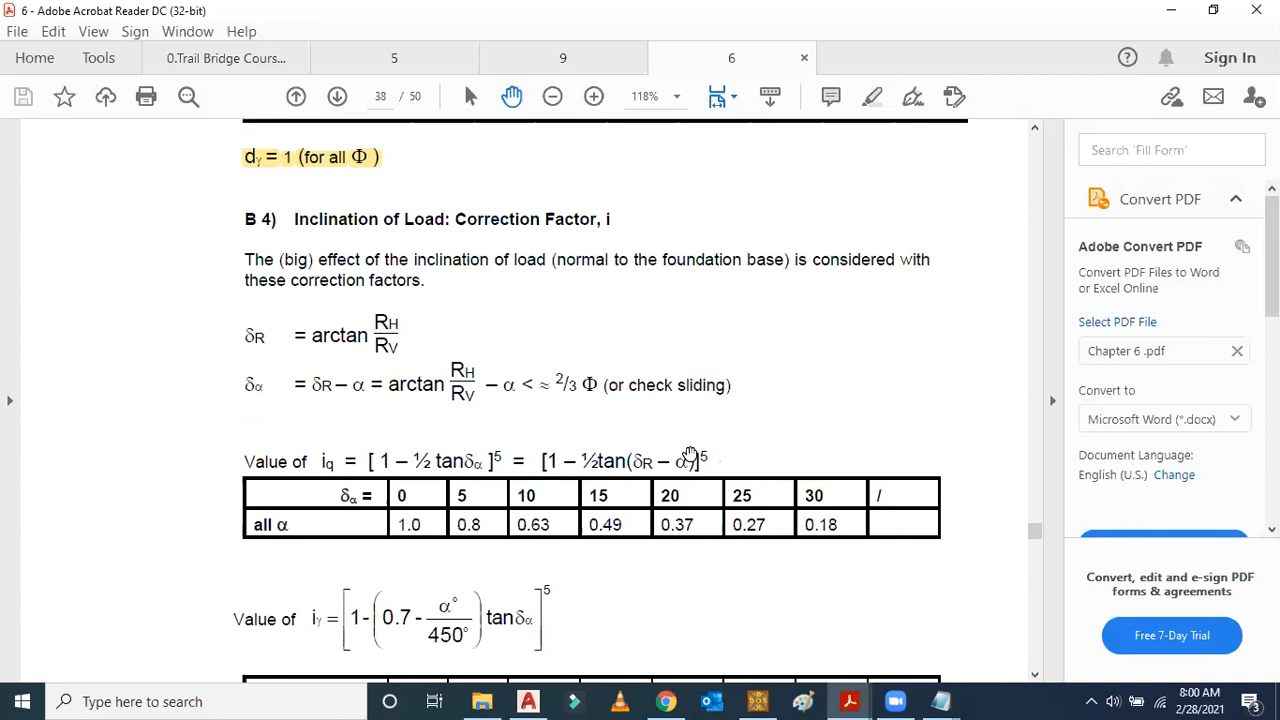 6 - Adobe Acrobat Reader DC (32-bit)
File Edit View Sign Window Help
Home Tools 0.Trail Bridge Cours... 5 9 6 × Sign In
38 / 50 118%
dγ = 1 (for all Φ )
B 4) Inclination of Load: Correction Factor, i
The (big) effect of the inclination of load (normal to the foundation base) is considered with
these correction factors.
δR = arctan RH/RV
δα = δR – α = arctan RH/RV – α < ≈ 2/3 Φ (or check sliding)
Value of iq = [ 1 – ½ tanδα ]⁵ = [1 – ½tan(δR – α)]⁵
δα = 0 5 10 15 20 25 30 /
all α 1.0 0.8 0.63 0.49 0.37 0.27 0.18
Value of iγ = [1-(0.7 - α°/450°) tanδα]⁵
Search 'Fill Form'
Convert PDF
Adobe Convert PDF
Convert PDF Files to Word
or Excel Online
Select PDF File
Chapter 6 .pdf ×
Convert to
Microsoft Word (*.docx)
Document Language:
English (U.S.) Change
Convert, edit and e-sign PDF
forms & agreements
Free 7-Day Trial
Type here to search
8:00 AM
2/28/2021
3